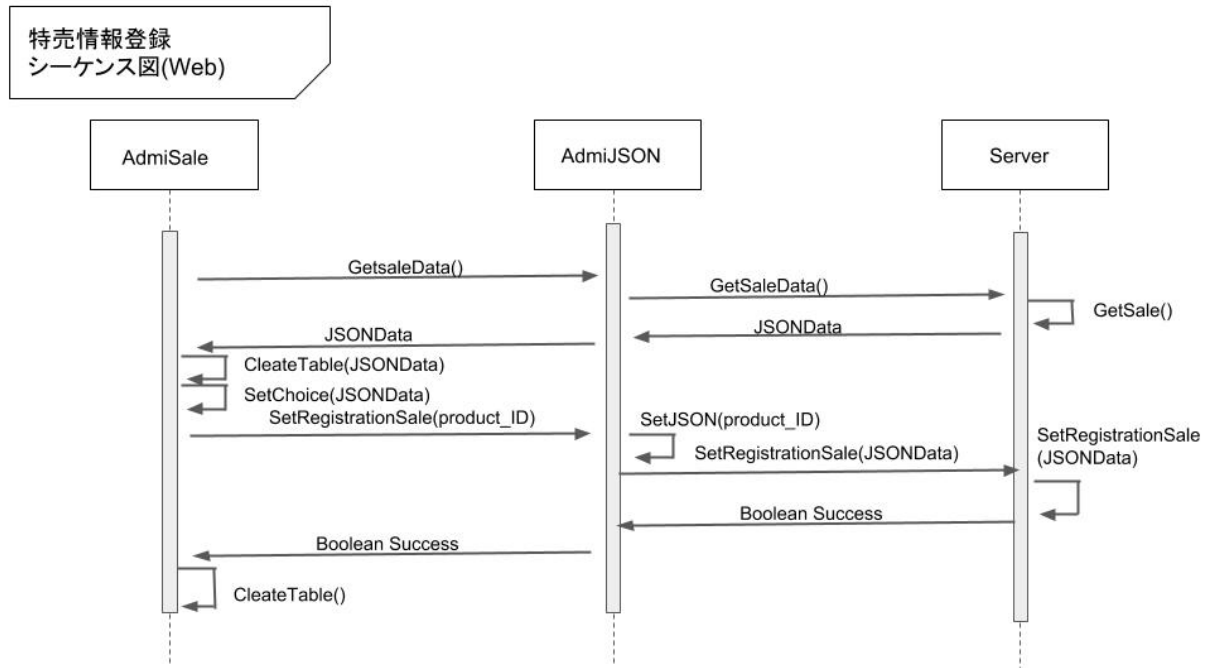 特売情報登録
シーケンス図(Web)
AdmiSale
AdmiJSON
Server
GetsaleData()
GetSaleData()
GetSale()
JSONData
JSONData
CleateTable(JSONData)
SetChoice(JSONData)
SetRegistrationSale(product_ID)
SetJSON(product_ID)
SetRegistrationSale(JSONData)
SetRegistrationSale
(JSONData)
Boolean Success
Boolean Success
CleateTable()